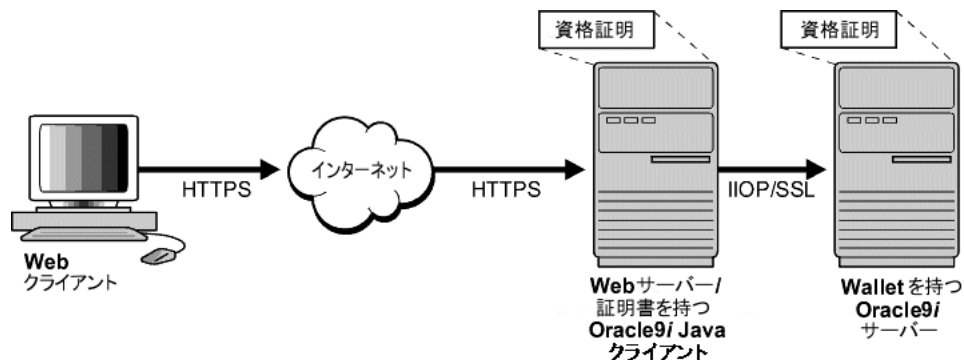 資格証明
資格証明
インターネット
HTTPS
HTTPS
IIOP/SSL
Web
クライアント
Webサーバー/
証明書を持つ
Oracle9i Java
クライアント
Walletを持つ
Oracle9i
サーバー